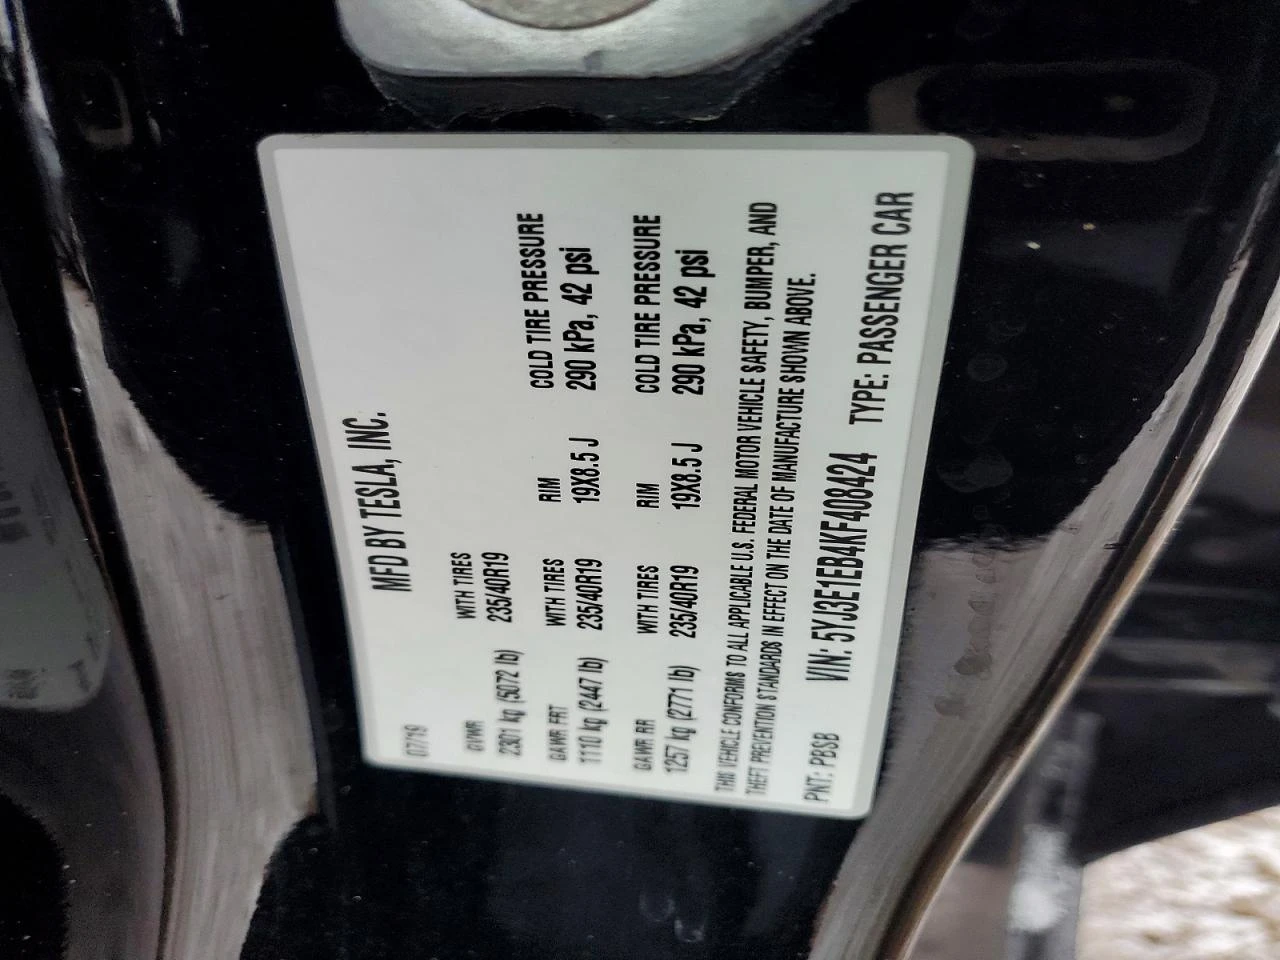 MFD BY TESLA, INC.
07/19
GVWR WITH TIRES
2301 kg (5072 lb) 235/40R19
GAWR FRT WITH TIRES RIM COLD TIRE PRESSURE
1110 kg (2447 lb) 235/40R19 19X8.5 J 290 kPa, 42 psi
GAWR RR WITH TIRES RIM COLD TIRE PRESSURE
1257 kg (2771 lb) 235/40R19 19X8.5 J 290 kPa, 42 psi
THIS VEHICLE CONFORMS TO ALL APPLICABLE U.S. FEDERAL MOTOR VEHICLE SAFETY, BUMPER, AND
THEFT PREVENTION STANDARDS IN EFFECT ON THE DATE OF MANUFACTURE SHOWN ABOVE.
PNT: PBSB VIN: 5YJ3E1EB4KF408424 TYPE: PASSENGER CAR